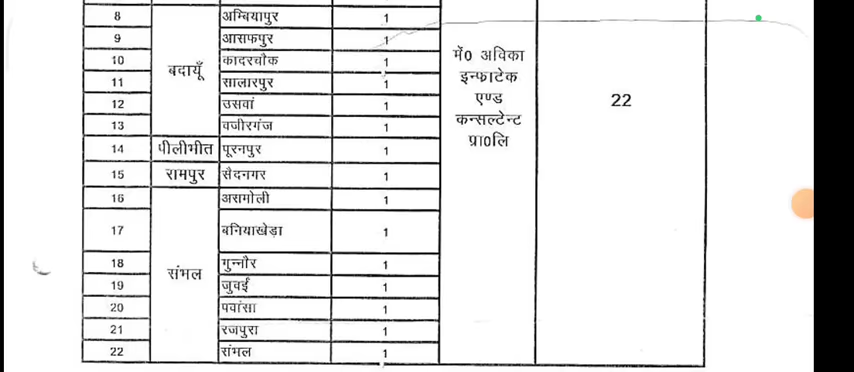 8 अम्बियापुर 1
9 आसफपुर 1
10 कादरचौक 1
11 सालारपुर 1
12 उसवां 1
13 वजीरगंज 1
बदायूँ
14 पीलीभीत पूरनपुर 1
15 रामपुर सैदनगर 1
16 असमोली 1
17 बनियाखेड़ा 1
18 गुन्नौर 1
19 जुवईं 1
20 पवांसा 1
21 रजपुरा 1
22 संभल 1
संभल
में0 अविका
इन्फ्राटेक
एण्ड
कन्सल्टेन्ट
प्रा0लि
22